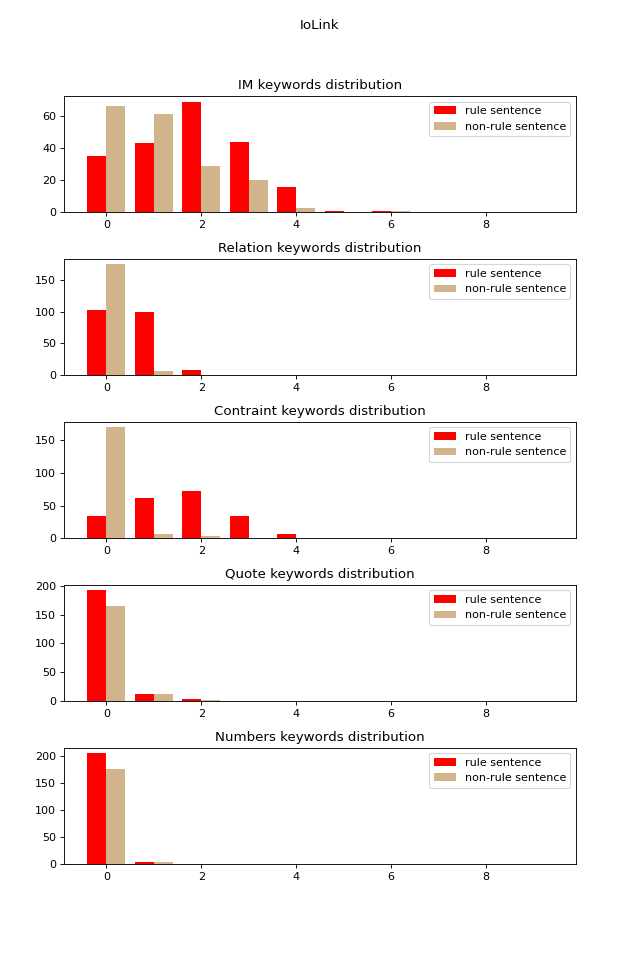 IoLink
IM keywords distribution
60
40
20
0
rule sentence
non-rule sentence
0 2 4 6 8
Relation keywords distribution
150
100
50
0
rule sentence
non-rule sentence
0 2 4 6 8
Contraint keywords distribution
150
100
50
0
rule sentence
non-rule sentence
0 2 4 6 8
Quote keywords distribution
200
150
100
50
0
rule sentence
non-rule sentence
0 2 4 6 8
Numbers keywords distribution
200
150
100
50
0
rule sentence
non-rule sentence
0 2 4 6 8